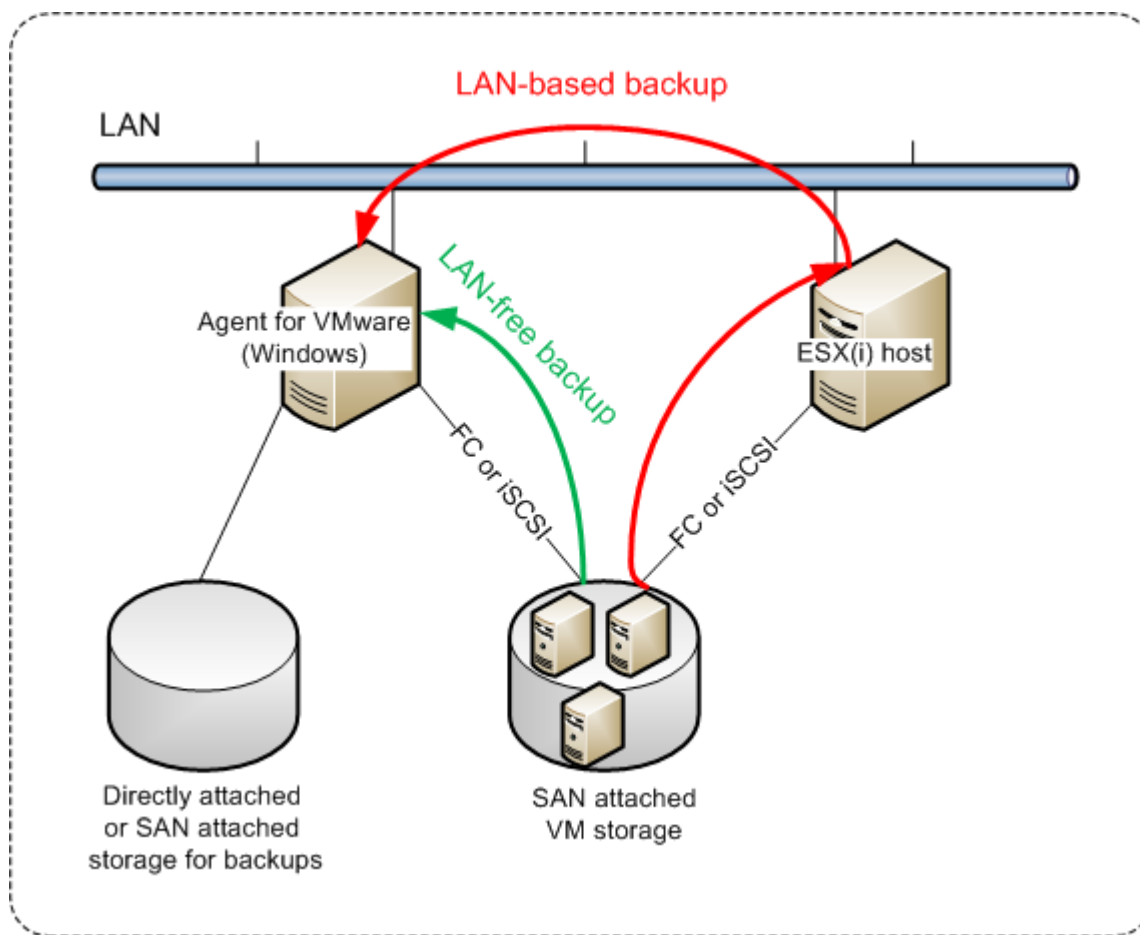 LAN-based backup
LAN
LAN-free backup
Agent for VMware
(Windows)
ESX(i) host
FC or iSCSI
FC or iSCSI
Directly attached
or SAN attached
storage for backups
SAN attached
VM storage